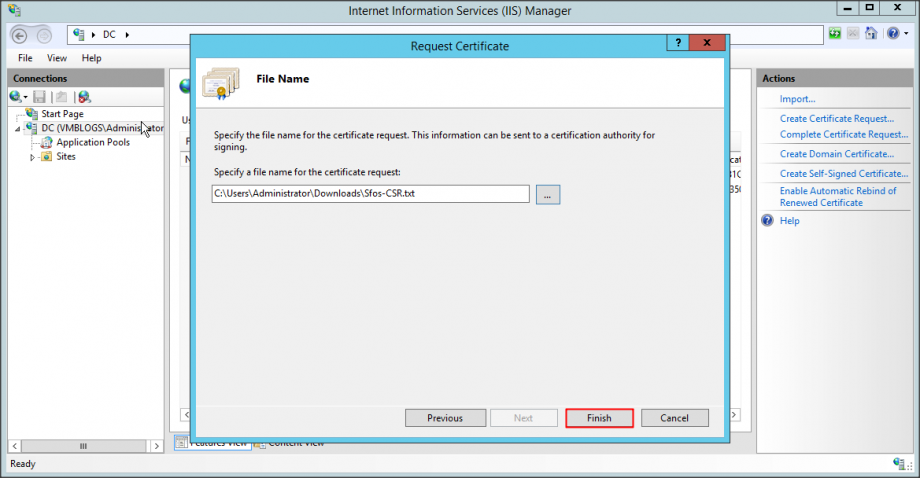 Internet Information Services (IIS) Manager
DC
File View Help
Connections
Start Page
DC (VMBLOGS\Administrator
Application Pools
Sites
Request Certificate
?
X
File Name
Specify the file name for the certificate request. This information can be sent to a certification authority for
signing.
Specify a file name for the certificate request:
C:\Users\Administrator\Downloads\Sfos-CSR.txt
...
Previous
Next
Finish
Cancel
Features View
Content View
Actions
Import...
Create Certificate Request...
Complete Certificate Request...
Create Domain Certificate...
Create Self-Signed Certificate...
Enable Automatic Rebind of
Renewed Certificate
Help
Ready